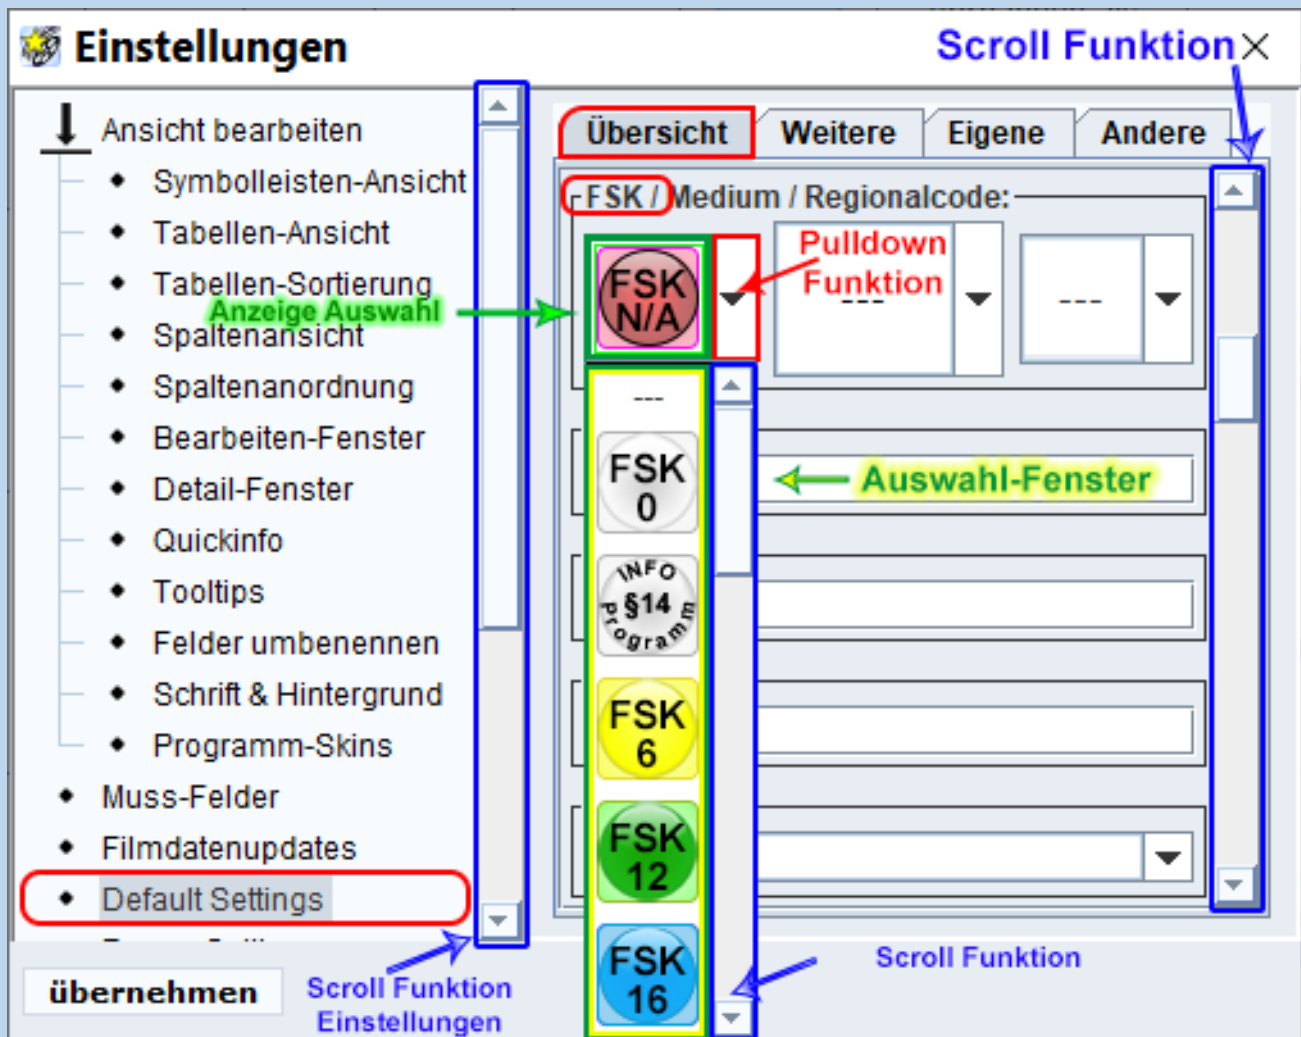 Einstellungen
Scroll Funktion
Ansicht bearbeiten
Symbolleisten-Ansicht
Tabellen-Ansicht
Tabellen-Sortierung
Anzeige Auswahl
Spaltenansicht
Spaltenanordnung
Bearbeiten-Fenster
Detail-Fenster
Quickinfo
Tooltips
Felder umbenennen
Schrift & Hintergrund
Programm-Skins
Muss-Felder
Filmdatenupdates
Default Settings
übernehmen
Scroll Funktion
Einstellungen
Übersicht Weitere Eigene Andere
FSK / Medium / Regionalcode:
Pulldown
Funktion
FSK
N/A
---
---
---
FSK
0
Auswahl-Fenster
INFO
§14
Programm
FSK
6
FSK
12
FSK
16
Scroll Funktion